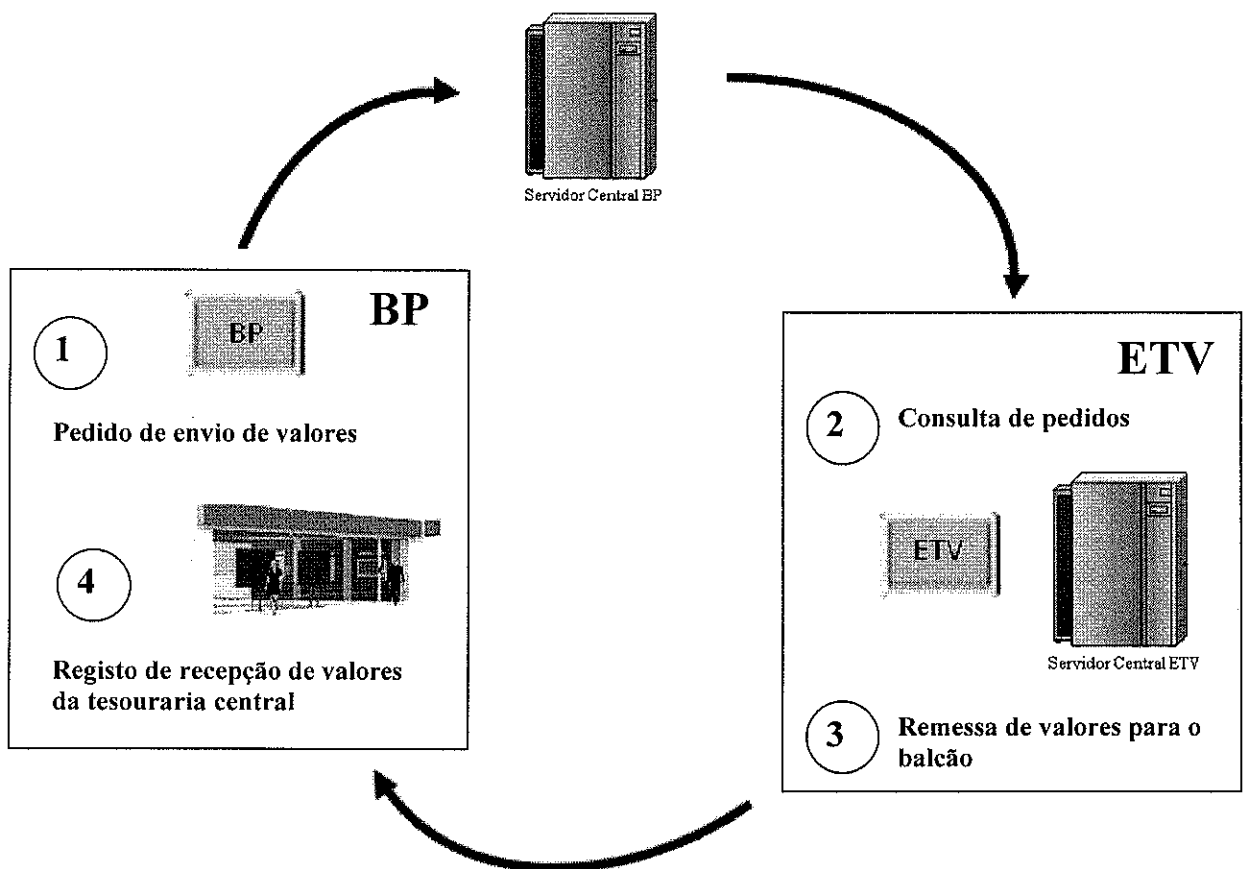 Servidor Central BP
BP
1
BP
Pedido de envio de valores
4
Registo de recepção de valores
da tesouraria central
ETV
2
Consulta de pedidos
ETV
Servidor Central ETV
3
Remessa de valores para o
balcão